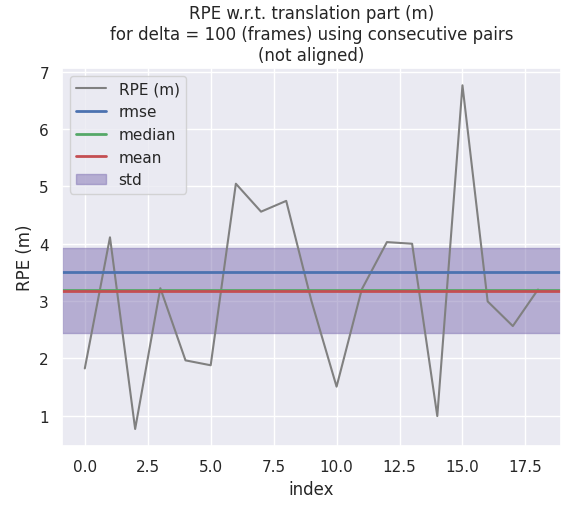 RPE w.r.t. translation part (m)
for delta = 100 (frames) using consecutive pairs
(not aligned)
RPE (m)
rmse
median
mean
std
RPE (m)
7
6
5
4
3
2
1
0.0 2.5 5.0 7.5 10.0 12.5 15.0 17.5
index